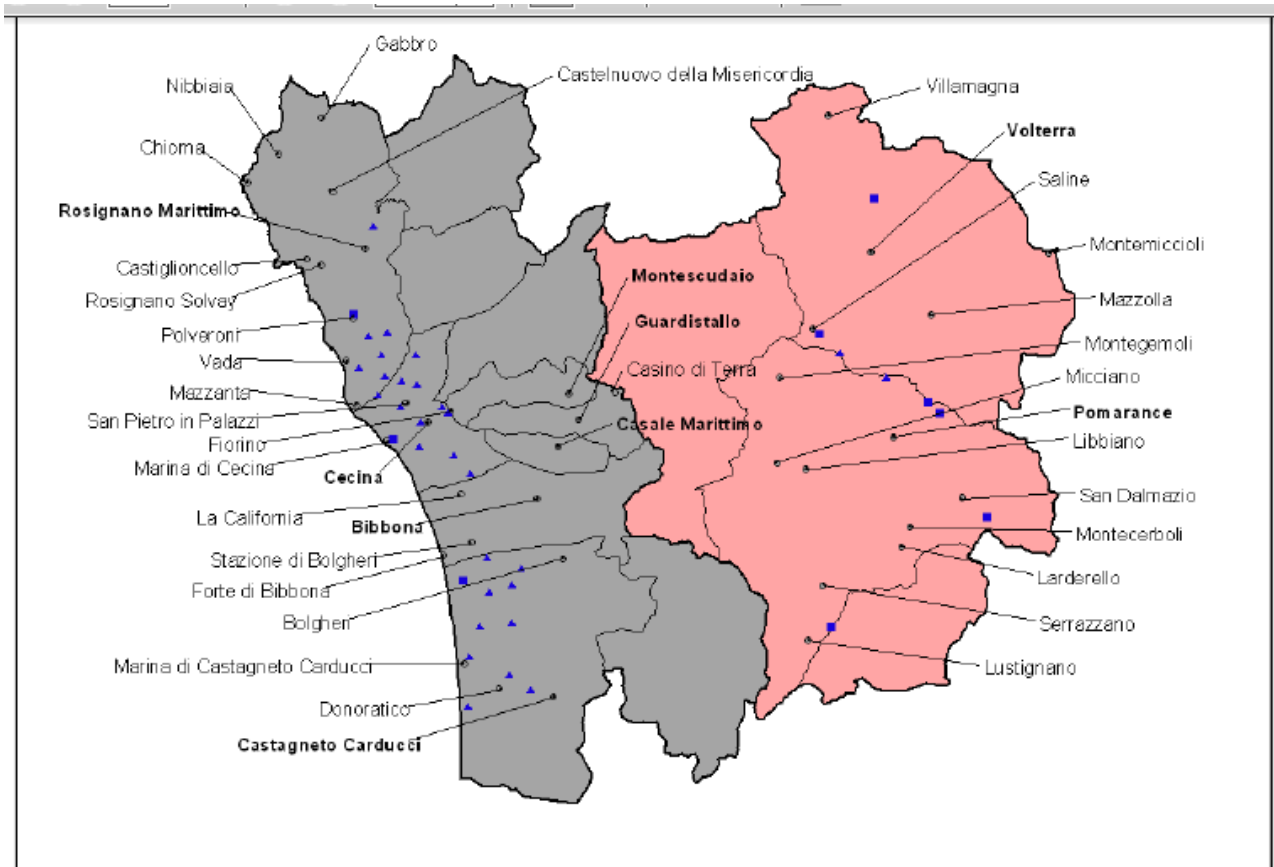 Gabbro
Castelnuovo della Misericordia
Nibbiaia
Villamagna
Volterra
Chioma
Saline
Rosignano Marittimo
Montemiccioli
Castiglioncello
Montescudaio
Rosignano Solvay
Mazzolla
Guardistallo
Polveroni
Montegemoli
Vada
Casino di Terra
Micciano
Mazzanta
Pomarance
San Pietro in Palazzi
Casale Marittimo
Fiorino
Libbiano
Marina di Cecina
Cecina
San Dalmazio
La California
Bibbona
Montecerboli
Stazione di Bolgheri
Larderello
Forte di Bibbona
Bolgheri
Serrazzano
Marina di Castagneto Carducci
Lustignano
Donoratico
Castagneto Carducci